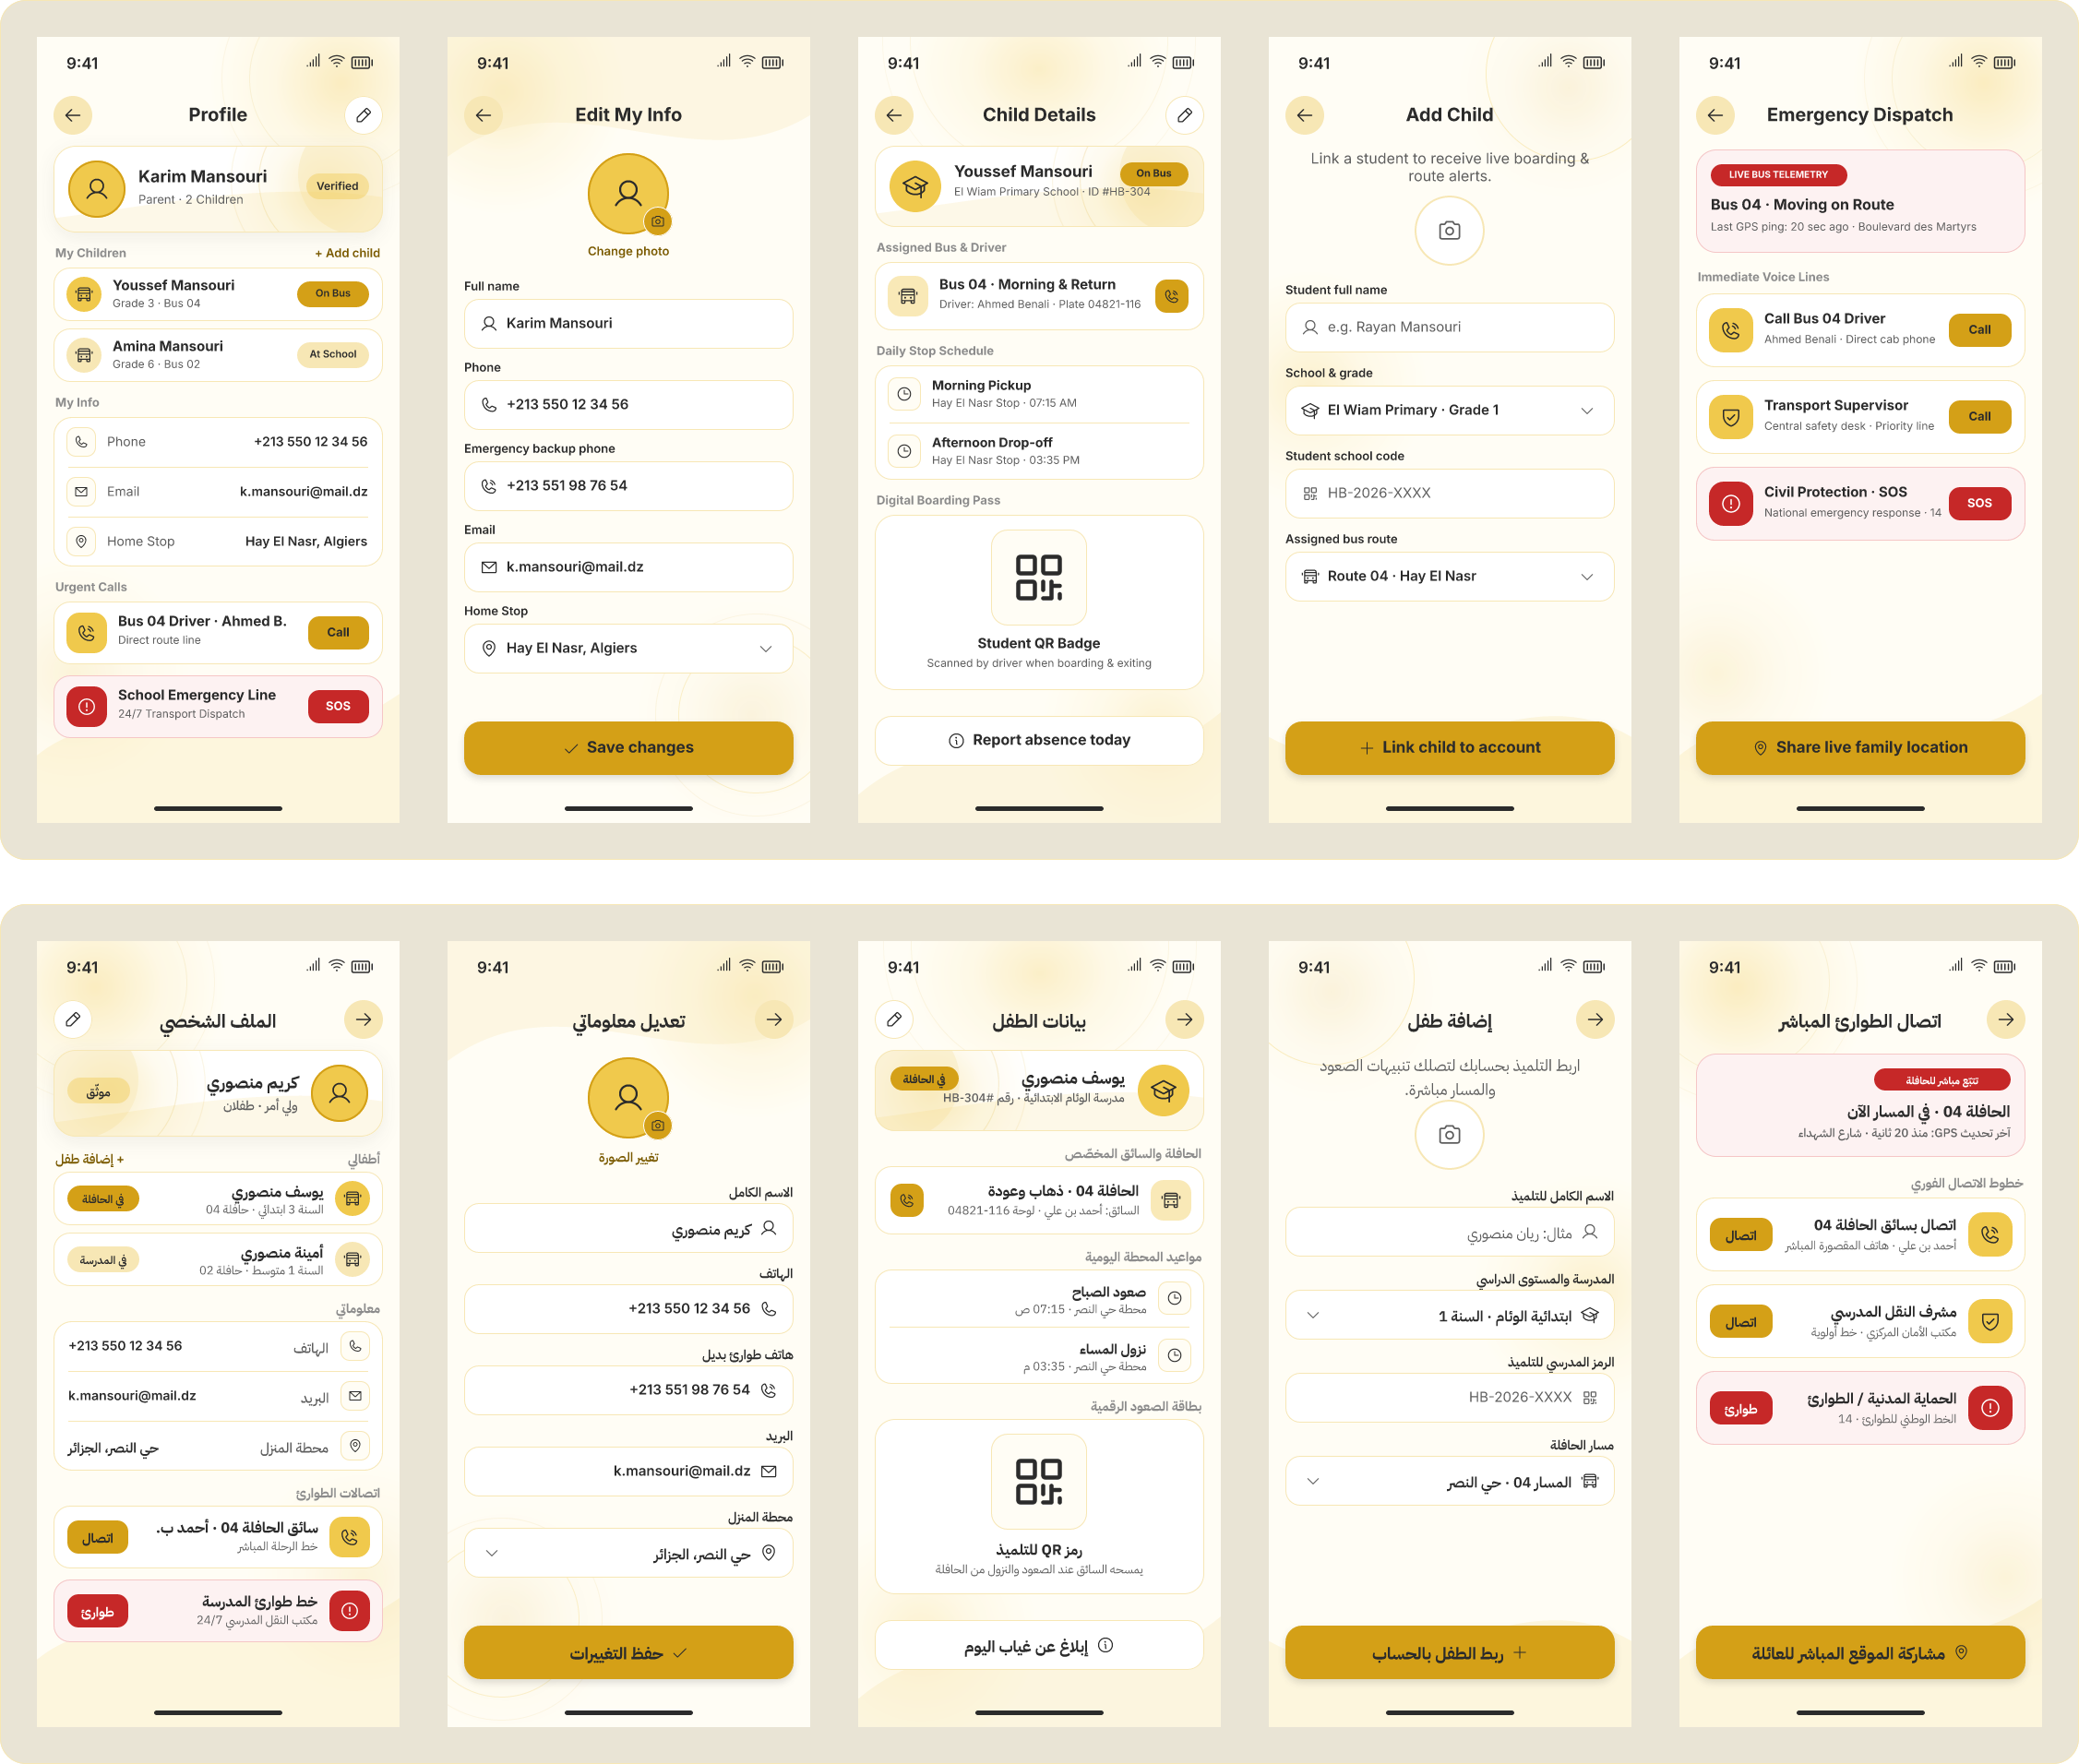 9:41
Profile
Karim Mansouri
Parent · 2 Children
Verified
My Children
+ Add child
Youssef Mansouri
Grade 3 · Bus 04
On Bus
Amina Mansouri
Grade 6 · Bus 02
At School
My Info
Phone
+213 550 12 34 56
Email
k.mansouri@mail.dz
Home Stop
Hay El Nasr, Algiers
Urgent Calls
Bus 04 Driver · Ahmed B.
Direct route line
Call
School Emergency Line
24/7 Transport Dispatch
SOS
9:41
Edit My Info
Change photo
Full name
Karim Mansouri
Phone
+213 550 12 34 56
Emergency backup phone
+213 551 98 76 54
Email
k.mansouri@mail.dz
Home Stop
Hay El Nasr, Algiers
Save changes
9:41
Child Details
Youssef Mansouri
On Bus
El Wiam Primary School · ID #HB-304
Assigned Bus & Driver
Bus 04 · Morning & Return
Driver: Ahmed Benali · Plate 04821-116
Daily Stop Schedule
Morning Pickup
Hay El Nasr Stop · 07:15 AM
Afternoon Drop-off
Hay El Nasr Stop · 03:35 PM
Digital Boarding Pass
Student QR Badge
Scanned by driver when boarding & exiting
Report absence today
9:41
Add Child
Link a student to receive live boarding &
route alerts.
Student full name
e.g. Rayan Mansouri
School & grade
El Wiam Primary · Grade 1
Student school code
HB-2026-XXXX
Assigned bus route
Route 04 · Hay El Nasr
+ Link child to account
9:41
Emergency Dispatch
LIVE BUS TELEMETRY
Bus 04 · Moving on Route
Last GPS ping: 20 sec ago · Boulevard des Martyrs
Immediate Voice Lines
Call Bus 04 Driver
Ahmed Benali · Direct cab phone
Call
Transport Supervisor
Central safety desk · Priority line
Call
Civil Protection · SOS
National emergency response · 14
SOS
Share live family location
9:41
الملف الشخصي
كريم منصوري
ولي أمر · طفلان
موثّق
أطفالي
+ إضافة طفل
يوسف منصوري
السنة 3 ابتدائي · حافلة 04
في الحافلة
أمينة منصوري
السنة 1 متوسط · حافلة 02
في المدرسة
معلوماتي
الهاتف
+213 550 12 34 56
البريد
k.mansouri@mail.dz
محطة المنزل
حي النصر، الجزائر
اتصالات الطوارئ
سائق الحافلة 04 · أحمد ب.
خط الرحلة المباشر
اتصال
خط طوارئ المدرسة
مكتب النقل المدرسي 24/7
طوارئ
9:41
تعديل معلوماتي
تغيير الصورة
الاسم الكامل
كريم منصوري
الهاتف
+213 550 12 34 56
هاتف طوارئ بديل
+213 551 98 76 54
البريد
k.mansouri@mail.dz
محطة المنزل
حي النصر، الجزائر
حفظ التغييرات
9:41
بيانات الطفل
يوسف منصوري
في الحافلة
مدرسة الوئام الابتدائية · رقم #HB-304
الحافلة والسائق المخصّص
الحافلة 04 · ذهاب وعودة
السائق: أحمد بن علي · لوحة 116-04821
مواعيد المحطة اليومية
صعود الصباح
محطة حي النصر · 07:15 ص
نزول المساء
محطة حي النصر · 03:35 م
بطاقة الصعود الرقمية
رمز QR للتلميذ
يمسحه السائق عند الصعود والنزول من الحافلة
إبلاغ عن غياب اليوم
9:41
إضافة طفل
اربط التلميذ بحسابك لتصلك تنبيهات الصعود
والمسار مباشرة.
الاسم الكامل للتلميذ
مثال: ريان منصوري
المدرسة والمستوى الدراسي
ابتدائية الوئام · السنة 1
الرمز المدرسي للتلميذ
HB-2026-XXXX
مسار الحافلة
المسار 04 · حي النصر
+ ربط الطفل بالحساب
9:41
اتصال الطوارئ المباشر
تتبّع مباشر للحافلة
الحافلة 04 · في المسار الآن
آخر تحديث GPS: منذ 20 ثانية · شارع الشهداء
خطوط الاتصال الفوري
اتصال بسائق الحافلة 04
أحمد بن علي · هاتف المقصورة المباشر
اتصال
مشرف النقل المدرسي
مكتب الأمان المركزي · خط أولوية
اتصال
الحماية المدنية / الطوارئ
الخط الوطني للطوارئ · 14
طوارئ
مشاركة الموقع المباشر للعائلة